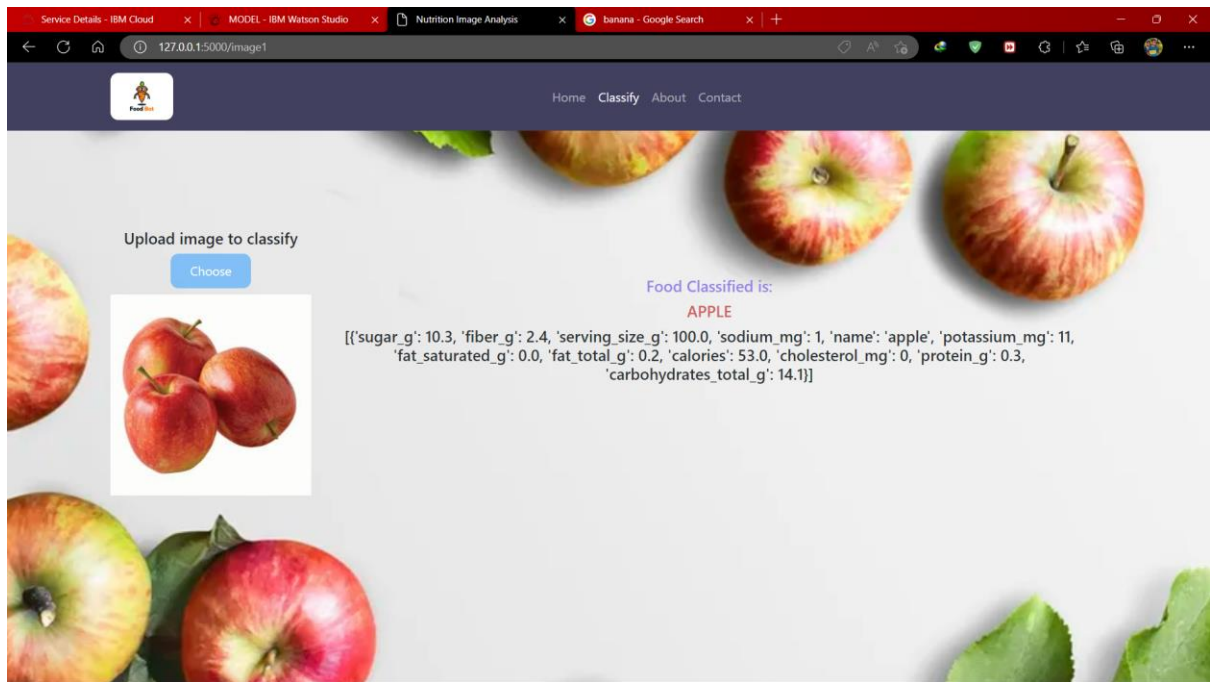 Service Details - IBM Cloud
MODEL - IBM Watson Studio
Nutrition Image Analysis
banana - Google Search
127.0.0.1:5000/image1
Food Bot
Home Classify About Contact
Upload image to classify
Choose
Food Classified is:
APPLE
[{'sugar_g': 10.3, 'fiber_g': 2.4, 'serving_size_g': 100.0, 'sodium_mg': 1, 'name': 'apple', 'potassium_mg': 11,
'fat_saturated_g': 0.0, 'fat_total_g': 0.2, 'calories': 53.0, 'cholesterol_mg': 0, 'protein_g': 0.3,
'carbohydrates_total_g': 14.1}]